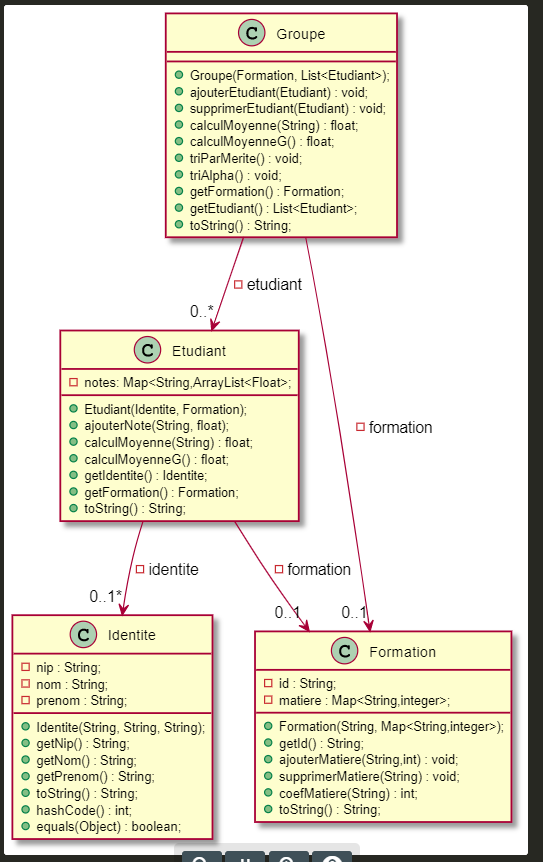 C Groupe
Groupe(Formation, List<Etudiant>);
ajouterEtudiant(Etudiant) : void;
supprimerEtudiant(Etudiant) : void;
calculMoyenne(String) : float;
calculMoyenneG() : float;
triParMerite() : void;
triAlpha() : void;
getFormation() : Formation;
getEtudiant() : List<Etudiant>;
toString() : String;
etudiant
0..*
C Etudiant
notes: Map<String,ArrayList<Float>;
Etudiant(Identite, Formation);
ajouterNote(String, float);
calculMoyenne(String) : float;
calculMoyenneG() : float;
getIdentite() : Identite;
getFormation() : Formation;
toString() : String;
formation
identite
formation
0..1*
0..1
0..1
C Identite
nip : String;
nom : String;
prenom : String;
Identite(String, String, String);
getNip() : String;
getNom() : String;
getPrenom() : String;
toString() : String;
hashCode() : int;
equals(Object) : boolean;
C Formation
id : String;
matiere : Map<String,integer>;
Formation(String, Map<String,integer>);
getId() : String;
ajouterMatiere(String,int) : void;
supprimerMatiere(String) : void;
coefMatiere(String) : int;
toString() : String;